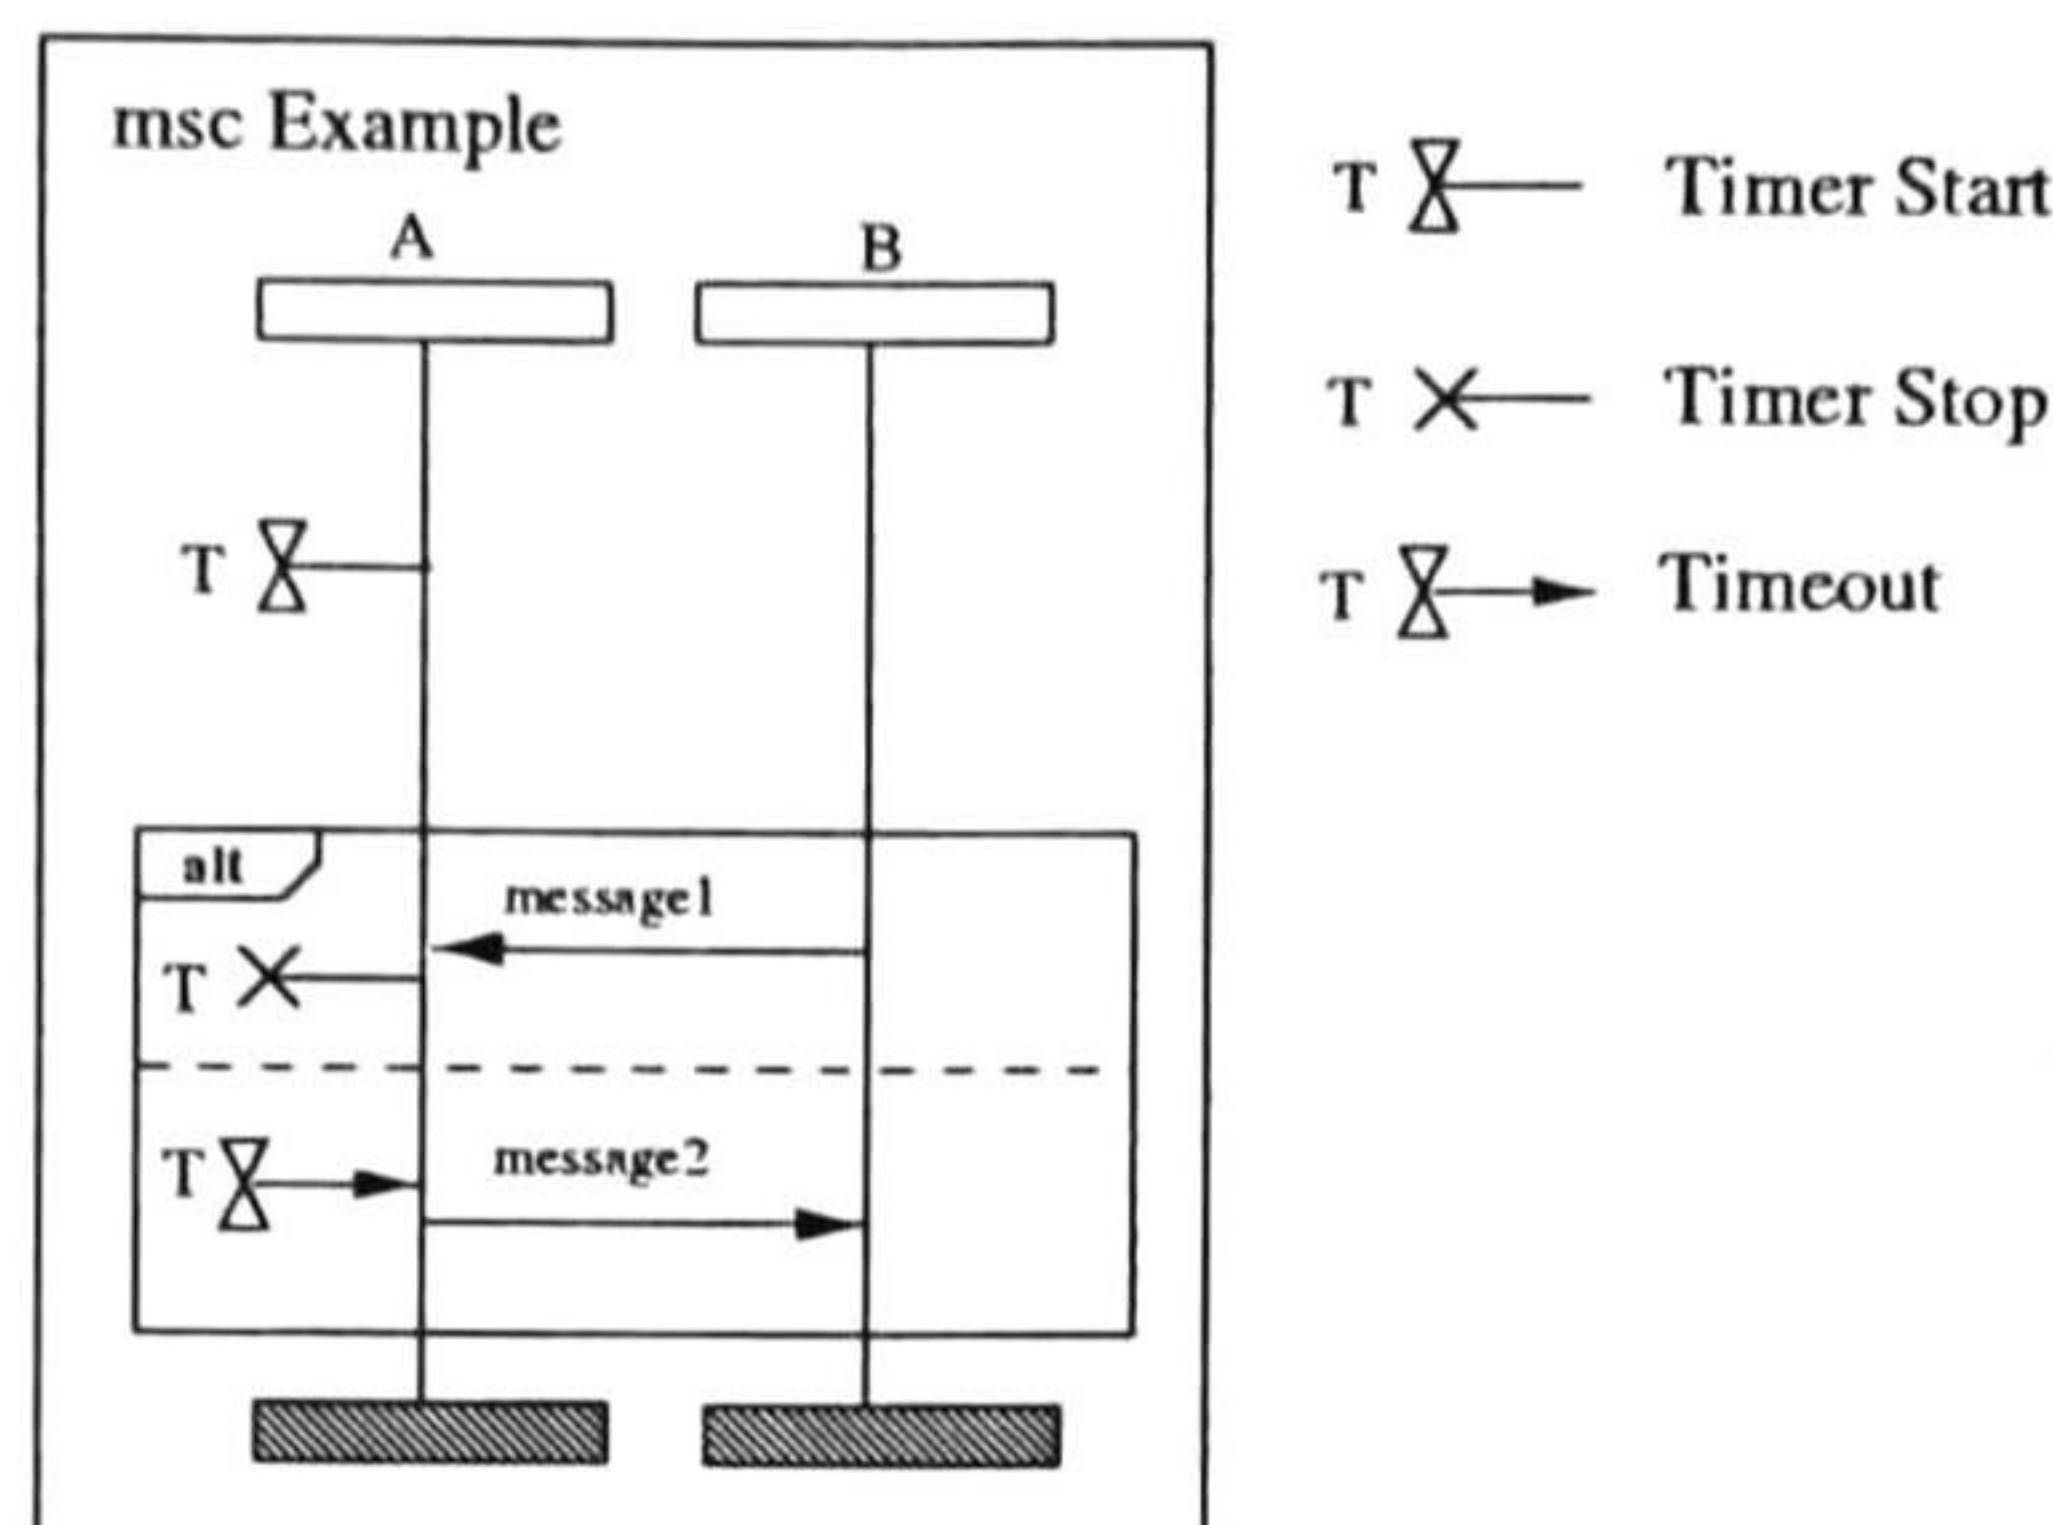 msc Example
A
B
T
alt
message1
T
T
message2
T Timer Start
T Timer Stop
T Timeout